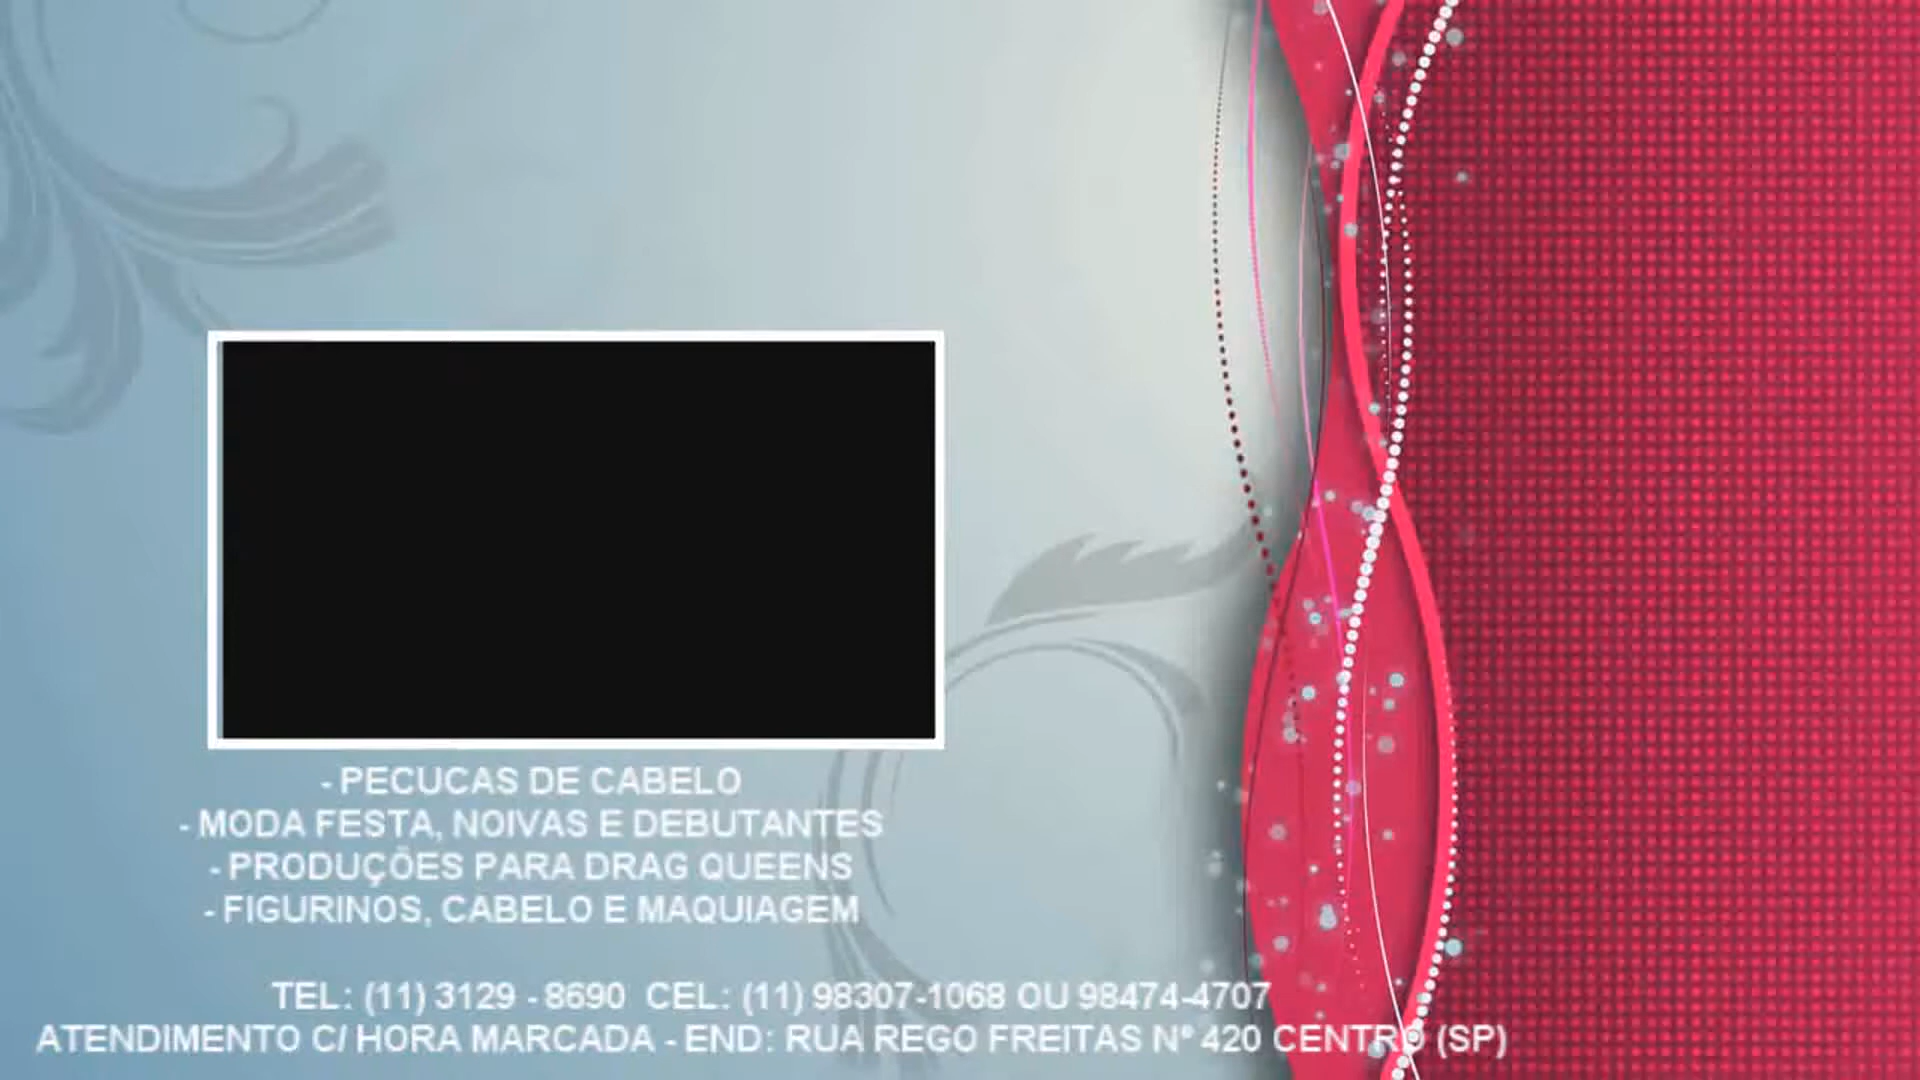 - PECUCAS DE CABELO
- MODA FESTA, NOIVAS E DEBUTANTES
- PRODUÇÕES PARA DRAG QUEENS
- FIGURINOS, CABELO E MAQUIAGEM
TEL: (11) 3129 - 8690 CEL: (11) 98307-1068 OU 98474-4707
ATENDIMENTO C/ HORA MARCADA - END: RUA REGO FREITAS Nº 420 CENTRO (SP)